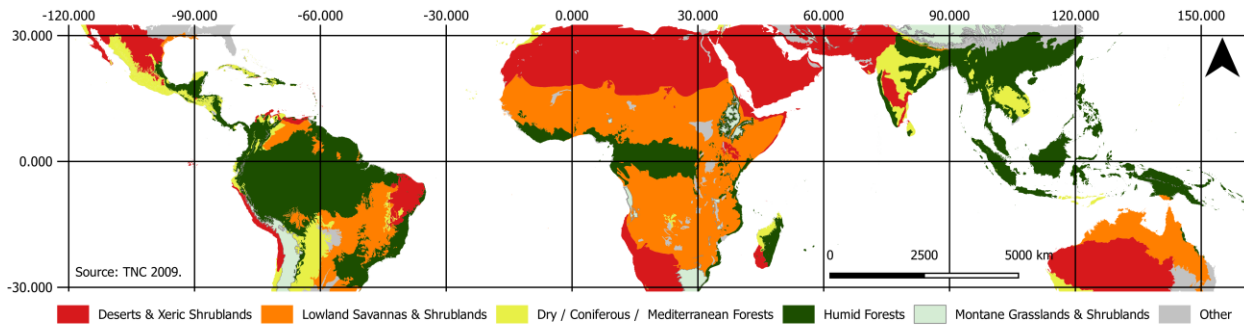 -120.000 -90.000 -60.000 -30.000 0.000 30.000 60.000 90.000 120.000 150.000
30.000
0.000
-30.000
Source: TNC 2009.
0 2500 5000 km
Deserts & Xeric Shrublands Lowland Savannas & Shrublands Dry / Coniferous / Mediterranean Forests Humid Forests Montane Grasslands & Shrublands Other